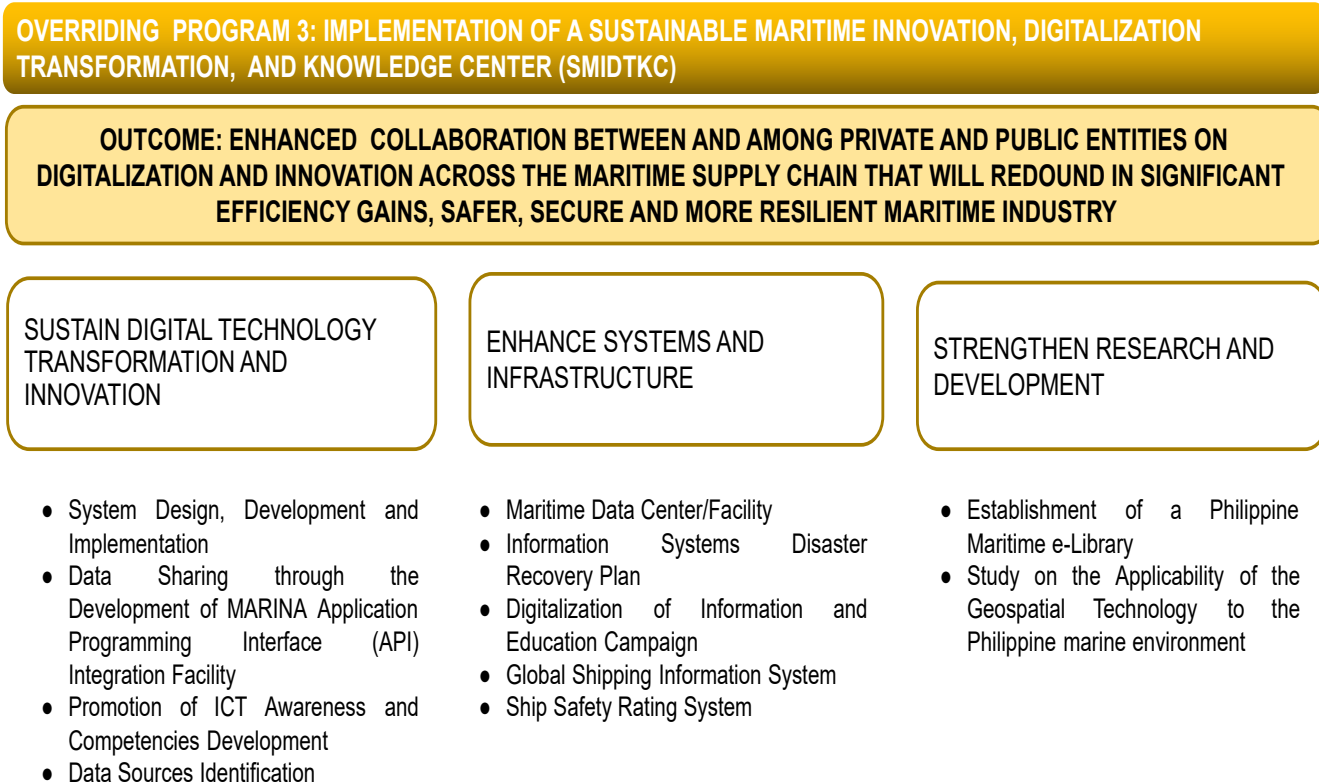 OVERRIDING PROGRAM 3: IMPLEMENTATION OF A SUSTAINABLE MARITIME INNOVATION, DIGITALIZATION
TRANSFORMATION, AND KNOWLEDGE CENTER (SMIDTKC)
OUTCOME: ENHANCED COLLABORATION BETWEEN AND AMONG PRIVATE AND PUBLIC ENTITIES ON
DIGITALIZATION AND INNOVATION ACROSS THE MARITIME SUPPLY CHAIN THAT WILL REDOUND IN SIGNIFICANT
EFFICIENCY GAINS, SAFER, SECURE AND MORE RESILIENT MARITIME INDUSTRY
SUSTAIN DIGITAL TECHNOLOGY
TRANSFORMATION AND
INNOVATION
● System Design, Development and
Implementation
● Data Sharing through the
Development of MARINA Application
Programming Interface (API)
Integration Facility
● Promotion of ICT Awareness and
Competencies Development
● Data Sources Identification
ENHANCE SYSTEMS AND
INFRASTRUCTURE
● Maritime Data Center/Facility
● Information Systems Disaster
Recovery Plan
● Digitalization of Information and
Education Campaign
● Global Shipping Information System
● Ship Safety Rating System
STRENGTHEN RESEARCH AND
DEVELOPMENT
● Establishment of a Philippine
Maritime e-Library
● Study on the Applicability of the
Geospatial Technology to the
Philippine marine environment